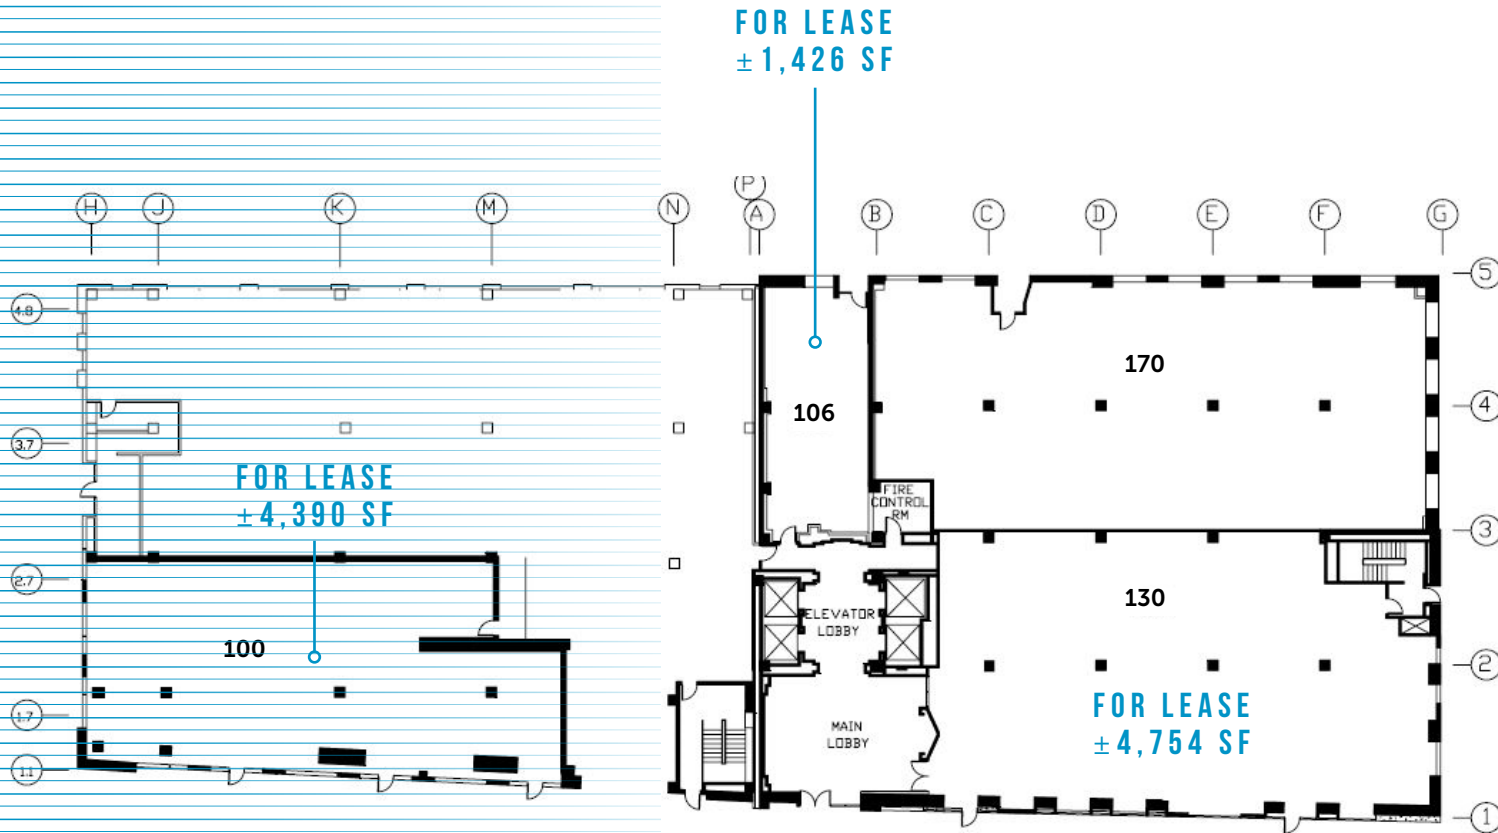 FOR LEASE
±1,426 SF
P
H
J
K
M
N
A
B
C
D
E
F
G
5
4.8
170
4
106
3.7
FOR LEASE
±4,390 SF
FIRE
CONTROL
RM
3
2.7
130
ELEVATOR
LOBBY
100
2
FOR LEASE
±4,754 SF
1.7
MAIN
LOBBY
1.1
1